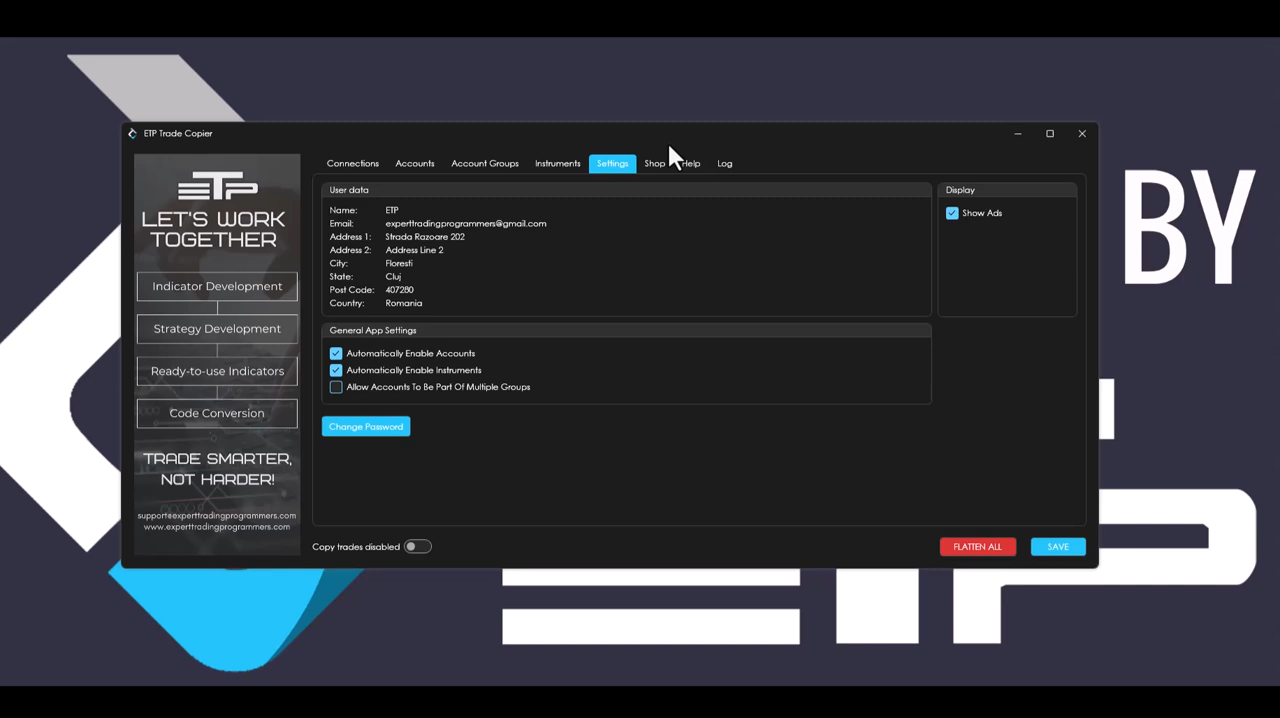 BY
ETP Trade Copier
ETP
LET'S WORK
TOGETHER
Indicator Development
Strategy Development
Ready-to-use Indicators
Code Conversion
TRADE SMARTER,
NOT HARDER!
support@experttradingprogrammers.com
www.experttradingprogrammers.com
Connections Accounts Account Groups Instruments Settings Shop Help Log
User data
Name: ETP
Email: experttradingprogrammers@gmail.com
Address 1: Strada Razoare 202
Address 2: Address Line 2
City: Floresti
State: Cluj
Post Code: 407280
Country: Romania
Display
Show Ads
General App Settings
Automatically Enable Accounts
Automatically Enable Instruments
Allow Accounts To Be Part Of Multiple Groups
Change Password
Copy trades disabled
FLATTEN ALL
SAVE